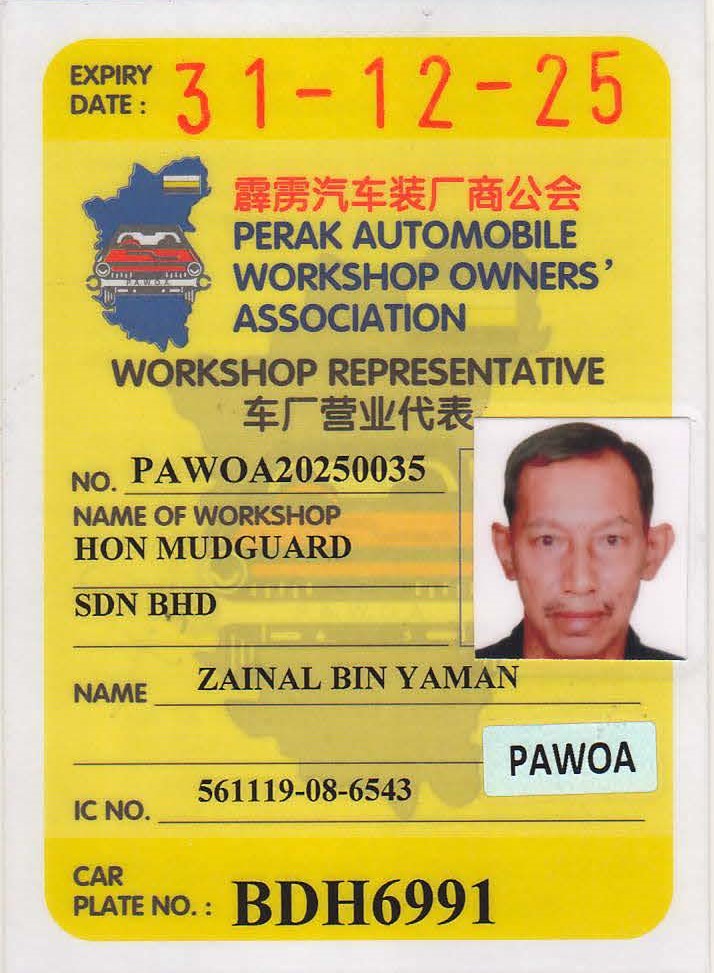 EXPIRY
DATE : 31-12-25
霹雳汽车装厂商公会
PERAK AUTOMOBILE
WORKSHOP OWNERS’
ASSOCIATION
P.A.W.O.A.
WORKSHOP REPRESENTATIVE
车厂营业代表
NO. PAWOA20250035
NAME OF WORKSHOP
HON MUDGUARD
SDN BHD
NAME ZAINAL BIN YAMAN
PAWOA
IC NO. 561119-08-6543
CAR
PLATE NO. : BDH6991